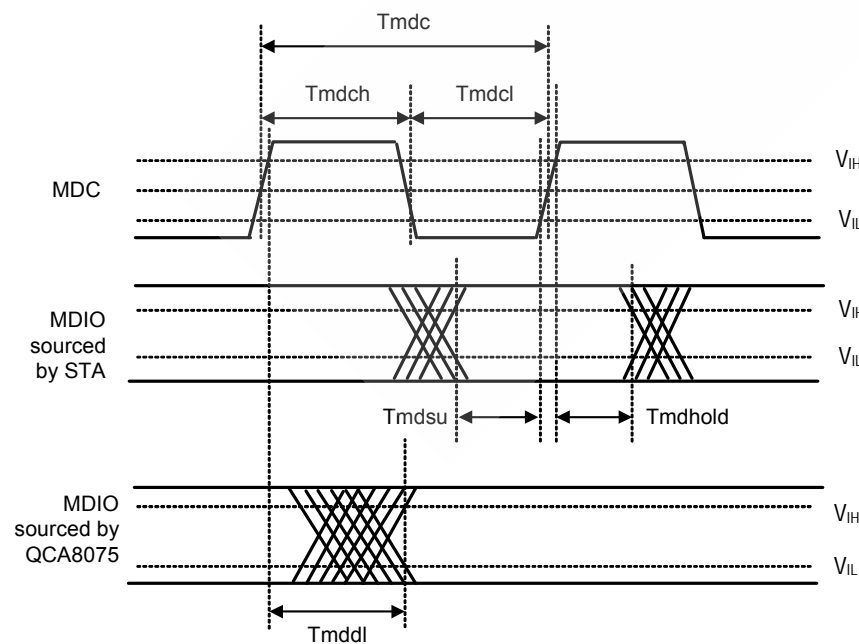 Tmdc
Tmdch
Tmdcl
MDC
VIH
VIL
MDIO
sourced
by STA
VIH
VIL
Tmdsu
Tmdhold
MDIO
sourced by
QCA8075
VIH
VIL
Tmddl